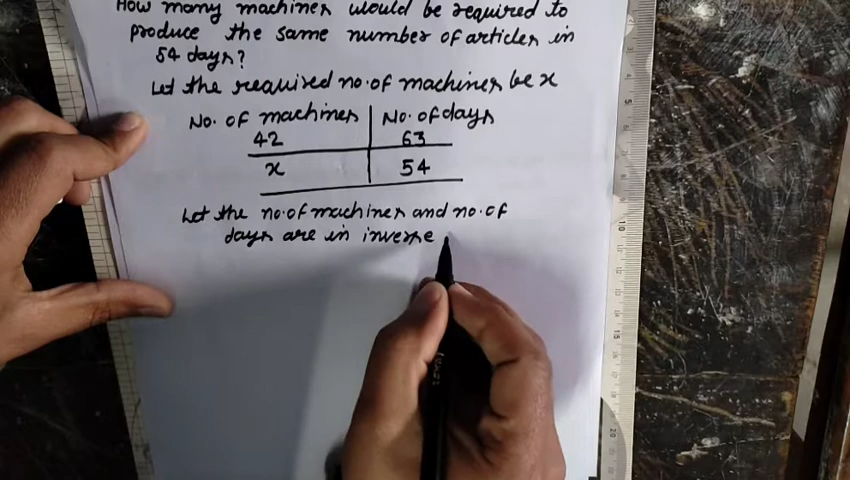 How many machines would be required to
produce the same number of articles in
54 days?
Let the required no. of machines be x
No. of machines No. of days
42 63
x 54
Let the no. of machines and no. of
days are in inverse